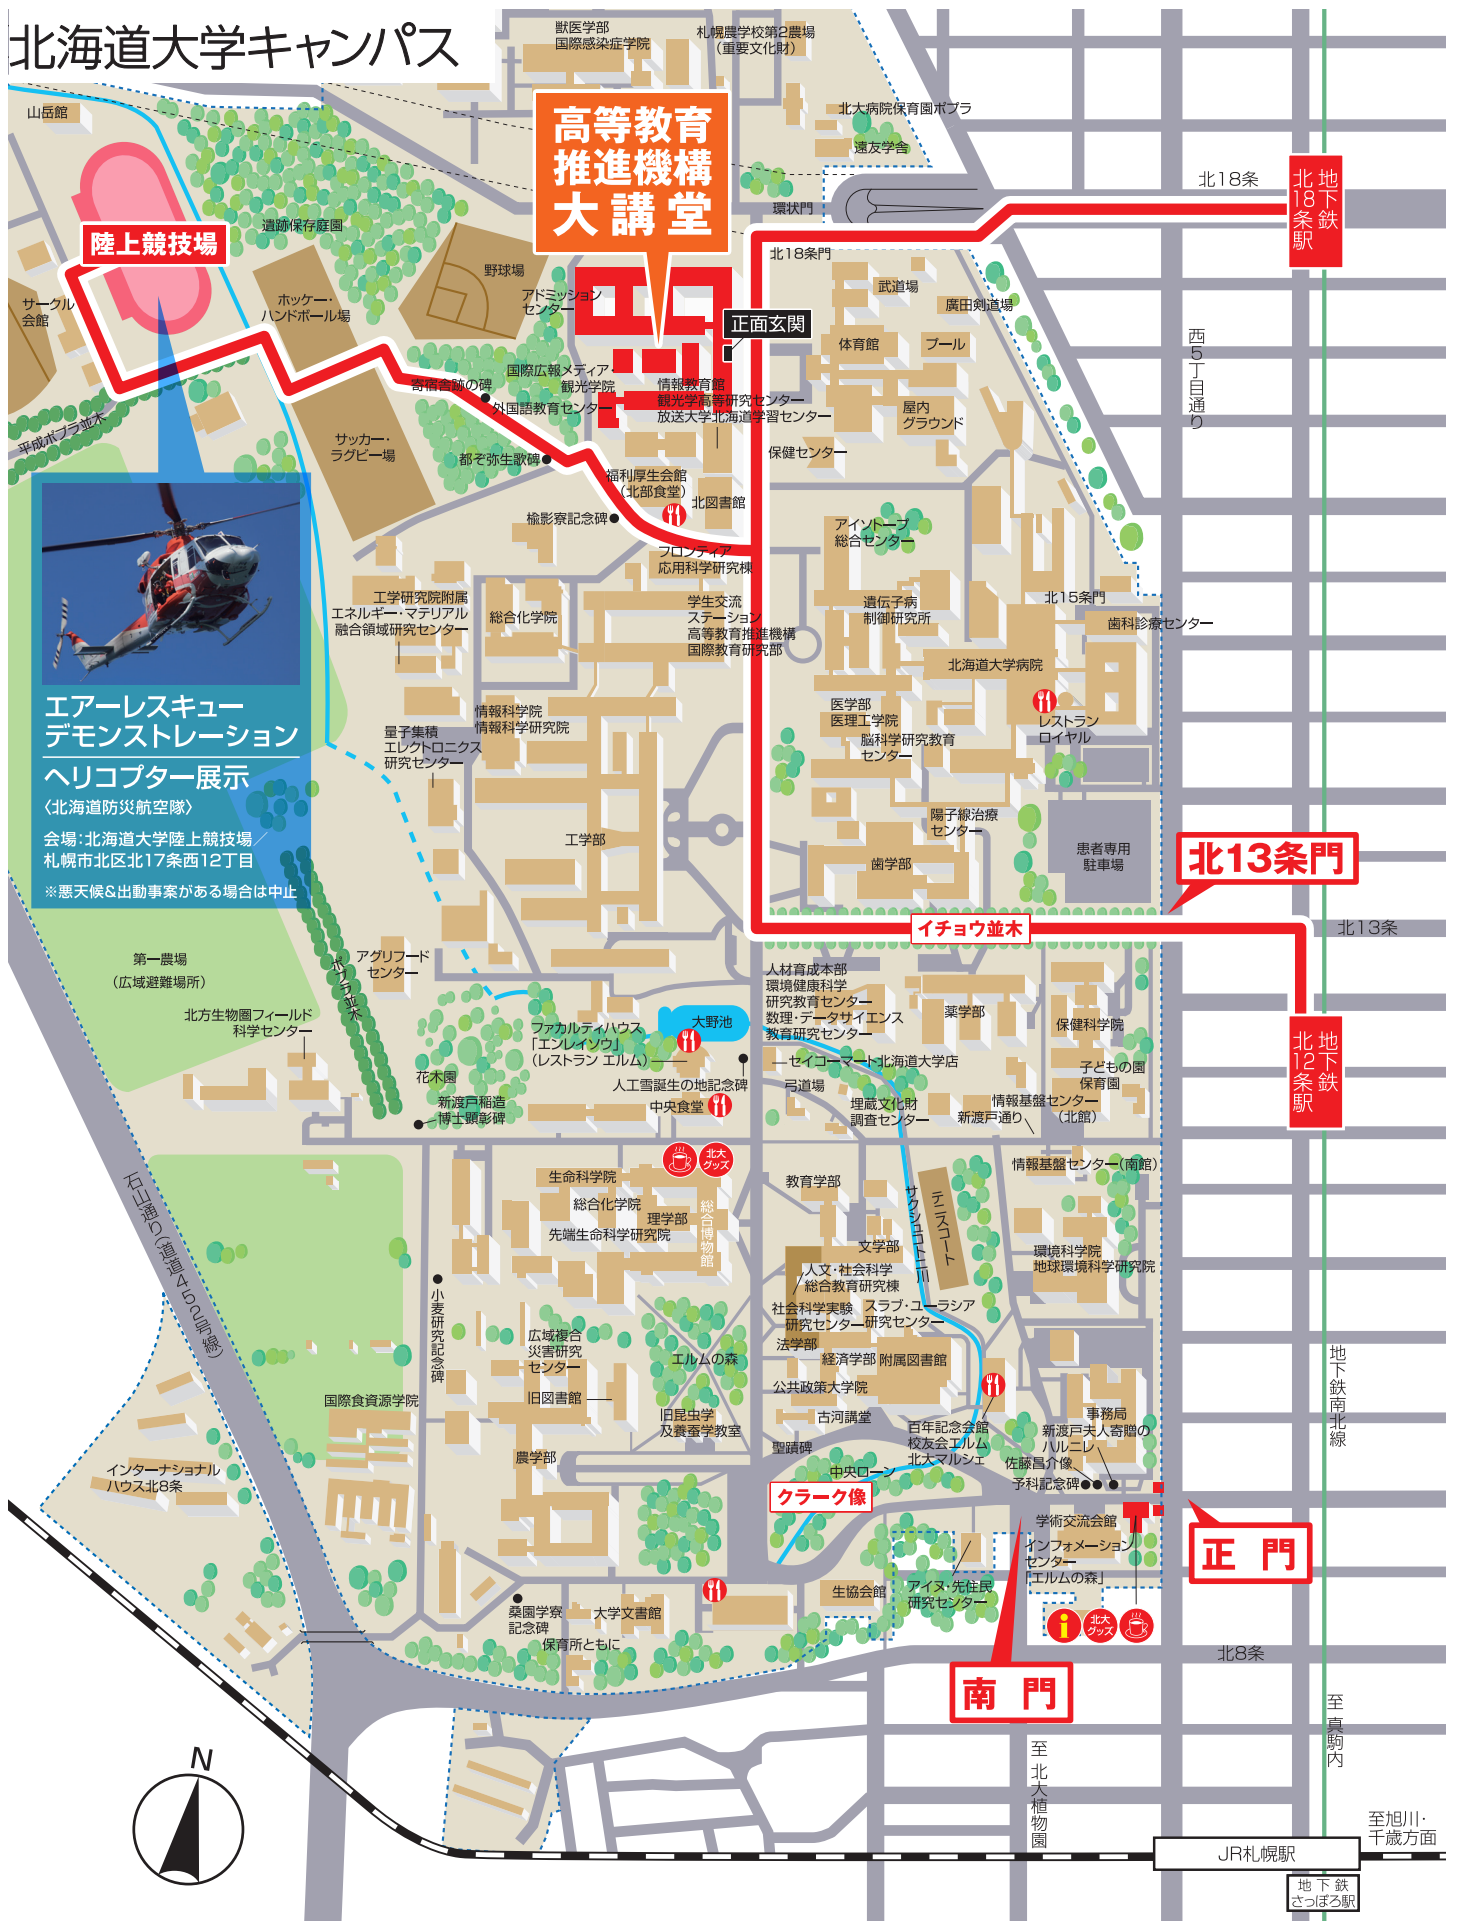 北海道大学キャンパス
獣医学部
国際感染症学院
札幌農学校第2農場
(重要文化財)
山岳館
北大病院保育園ポプラ
遠友学舎
高等教育
推進機構
大講堂
地下鉄
北18条駅
北18条
環状門
北18条門
遺跡保存庭園
陸上競技場
サークル
会館
ホッケー・
ハンドボール場
野球場
アドミッション
センター
正面玄関
武道場
廣田剣道場
体育館
プール
西5丁目通り
国際広報メディア・
観光学院
寄宿舎跡の碑
外国語教育センター
情報教育館
観光学高等研究センター
放送大学北海道学習センター
屋内
グラウンド
平成ポプラ並木
サッカー・
ラグビー場
都ぞ弥生歌碑
保健センター
福利厚生会館
(北部食堂)
北図書館
楡影寮記念碑
アイソトープ
総合センター
フロンティア
応用科学研究棟
工学研究院附属
エネルギー・マテリアル
融合領域研究センター
総合化学院
学生交流
ステーション
高等教育推進機構
国際教育研究部
遺伝子病
制御研究所
北15条門
歯科診療センター
北海道大学病院
レストラン
ロイヤル
エアーレスキュー
デモンストレーション
ヘリコプター展示
〈北海道防災航空隊〉
会場:北海道大学陸上競技場/
札幌市北区北17条西12丁目
※悪天候&出動事案がある場合は中止
情報科学院
情報科学研究院
量子集積
エレクトロニクス
研究センター
医学部
医理工学院
脳科学研究教育
センター
陽子線治療
センター
工学部
歯学部
患者専用
駐車場
北13条門
イチョウ並木
北13条
第一農場
(広域避難場所)
ポプラ並木
アグリフード
センター
北方生物圏フィールド
科学センター
人材育成本部
環境健康科学
研究教育センター
数理・データサイエンス
教育研究センター
薬学部
保健科学院
地下鉄
北12条駅
大野池
ファカルティハウス
「エンレイソウ」
(レストラン エルム)
セイコーマート北海道大学店
人工雪誕生の地記念碑
弓道場
子どもの園
保育園
花木園
新渡戸稲造
博士顕彰碑
中央食堂
埋蔵文化財
調査センター
情報基盤センター
(北館)
新渡戸通り
情報基盤センター(南館)
北大
グッズ
石山通り(道道452号線)
生命科学院
総合化学院
理学部
先端生命科学研究院
総合博物館
教育学部
サクシュコトニ川
テニスコート
文学部
人文・社会科学
総合教育研究棟
環境科学院
地球環境科学研究院
小麦研究記念碑
社会科学実験
研究センター
スラブ・ユーラシア
研究センター
広域複合
災害研究
センター
法学部
経済学部
附属図書館
エルムの森
旧図書館
公共政策大学院
国際食資源学院
旧昆虫学
及養蚕学教室
古河講堂
地下鉄南北線
事務局
百年記念会館
校友会エルム
北大マルシェ
新渡戸夫人寄贈の
ハルニレ
佐藤昌介像
予科記念碑
聖蹟碑
農学部
インターナショナル
ハウス北8条
中央ローン
クラーク像
学術交流会館
インフォメーション
センター
「エルムの森」
正 門
生協会館
アイヌ・先住民
研究センター
桑園学寮
記念碑
大学文書館
保育所ともに
i
北大
グッズ
北8条
南 門
至 真駒内
至 北大植物園
N
至旭川・
千歳方面
JR札幌駅
地下鉄
さっぽろ駅